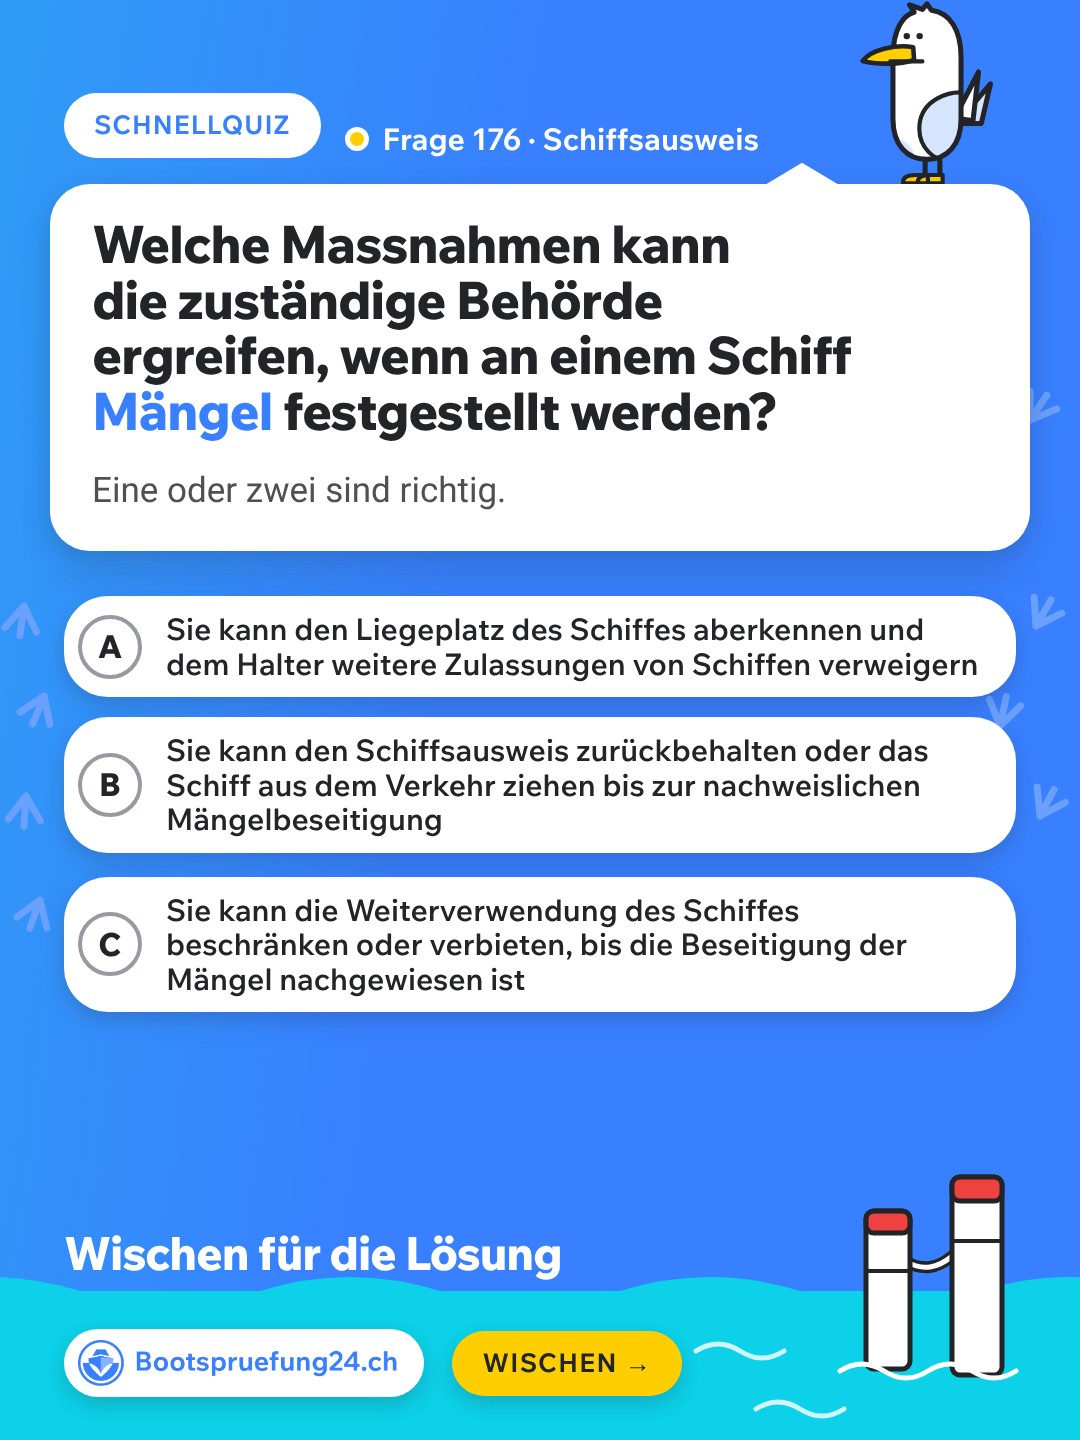 SCHNELLQUIZ
Frage 176 · Schiffsausweis
Welche Massnahmen kann
die zuständige Behörde
ergreifen, wenn an einem Schiff
Mängel festgestellt werden?
Eine oder zwei sind richtig.
A
Sie kann den Liegeplatz des Schiffes aberkennen und
dem Halter weitere Zulassungen von Schiffen verweigern
B
Sie kann den Schiffsausweis zurückbehalten oder das
Schiff aus dem Verkehr ziehen bis zur nachweislichen
Mängelbeseitigung
C
Sie kann die Weiterverwendung des Schiffes
beschränken oder verbieten, bis die Beseitigung der
Mängel nachgewiesen ist
Wischen für die Lösung
Bootspruefung24.ch
WISCHEN →